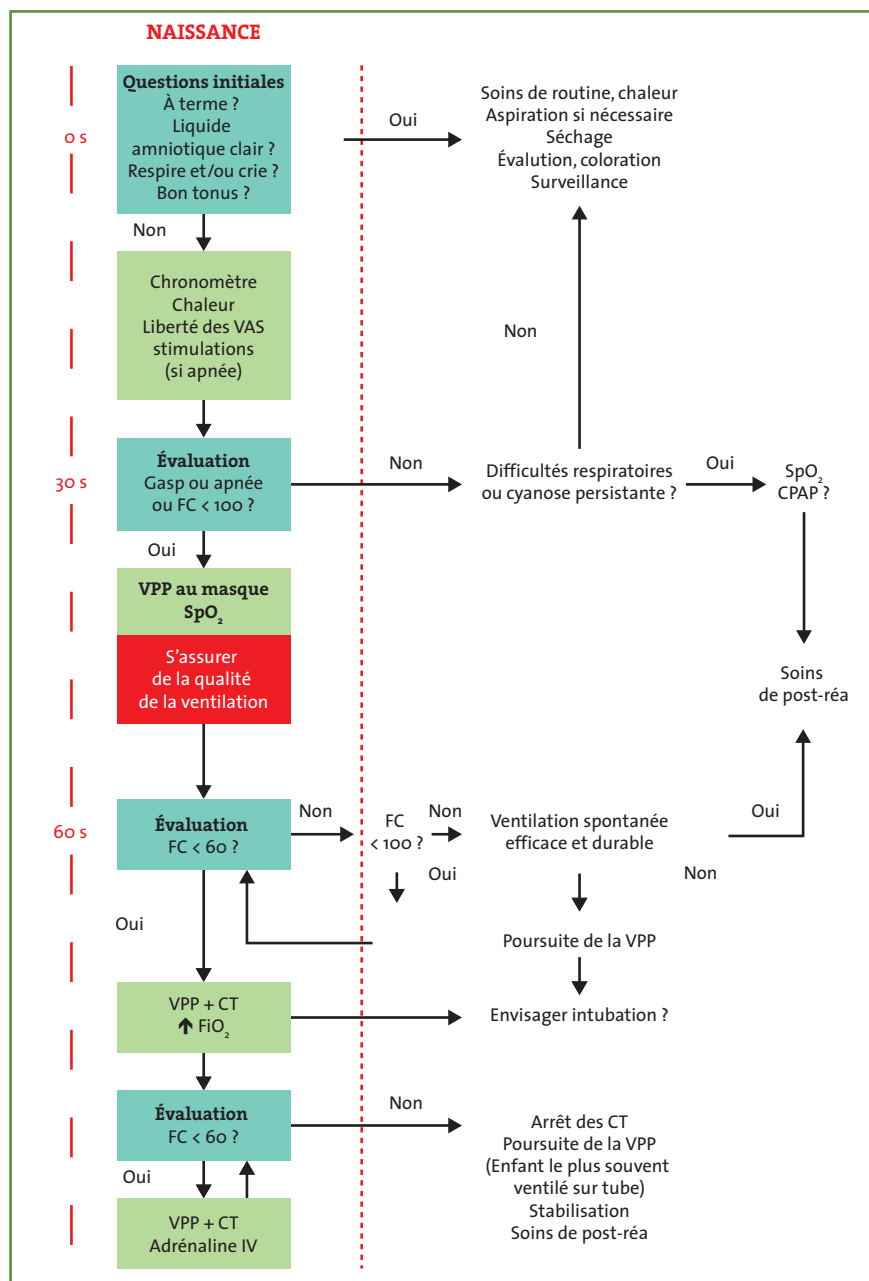 NAISSANCE
0 s
Questions initiales
À terme ?
Liquide
amniotique clair ?
Respire et/ou crie ?
Bon tonus ?
Oui
Soins de routine, chaleur
Aspiration si nécessaire
Séchage
Évalution, coloration
Surveillance
Non
Chronomètre
Chaleur
Liberté des VAS
stimulations
(si apnée)
Non
30 s
Évaluation
Gasp ou apnée
ou FC < 100 ?
Non
Difficultés respiratoires
ou cyanose persistante ?
Oui
SpO₂
CPAP ?
Oui
VPP au masque
SpO₂
S'assurer
de la qualité
de la ventilation
Soins
de post-réa
60 s
Évaluation
FC < 60 ?
Non
FC
< 100 ?
Non
Ventilation spontanée
efficace et durable
Oui
Oui
Non
Oui
Poursuite de la VPP
VPP + CT
↑ FiO₂
Envisager intubation ?
Évaluation
FC < 60 ?
Non
Arrêt des CT
Poursuite de la VPP
(Enfant le plus souvent
ventilé sur tube)
Stabilisation
Soins de post-réa
Oui
VPP + CT
Adrénaline IV